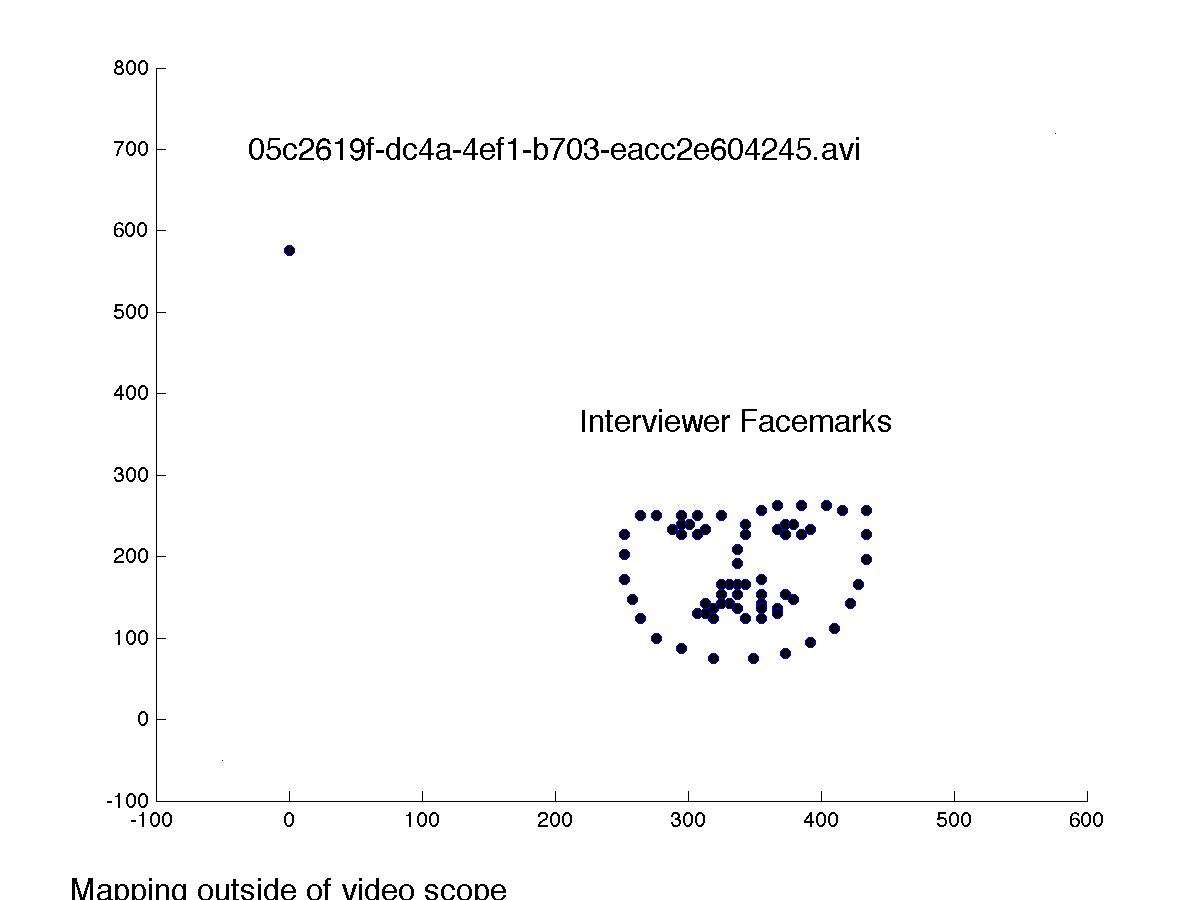 800
700
05c2619f-dc4a-4ef1-b703-eacc2e604245.avi
600
500
400
Interviewer Facemarks
300
200
100
0
-100
-100 0 100 200 300 400 500 600
Mapping outside of video scope